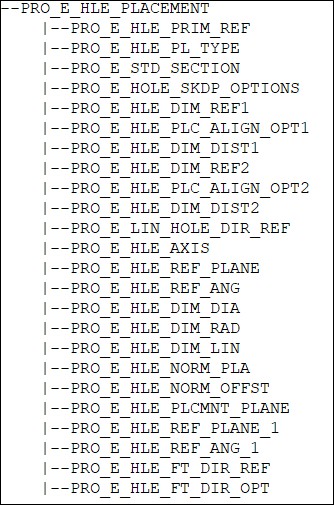 --PRO_E_HLE_PLACEMENT
|--PRO_E_HLE_PRIM_REF
|--PRO_E_HLE_PL_TYPE
|--PRO_E_STD_SECTION
|--PRO_E_HOLE_SKDP_OPTIONS
|--PRO_E_HLE_DIM_REF1
|--PRO_E_HLE_PLC_ALIGN_OPT1
|--PRO_E_HLE_DIM_DIST1
|--PRO_E_HLE_DIM_REF2
|--PRO_E_HLE_PLC_ALIGN_OPT2
|--PRO_E_HLE_DIM_DIST2
|--PRO_E_LIN_HOLE_DIR_REF
|--PRO_E_HLE_AXIS
|--PRO_E_HLE_REF_PLANE
|--PRO_E_HLE_REF_ANG
|--PRO_E_HLE_DIM_DIA
|--PRO_E_HLE_DIM_RAD
|--PRO_E_HLE_DIM_LIN
|--PRO_E_HLE_NORM_PLA
|--PRO_E_HLE_NORM_OFFST
|--PRO_E_HLE_PLCMNT_PLANE
|--PRO_E_HLE_REF_PLANE_1
|--PRO_E_HLE_REF_ANG_1
|--PRO_E_HLE_FT_DIR_REF
|--PRO_E_HLE_FT_DIR_OPT